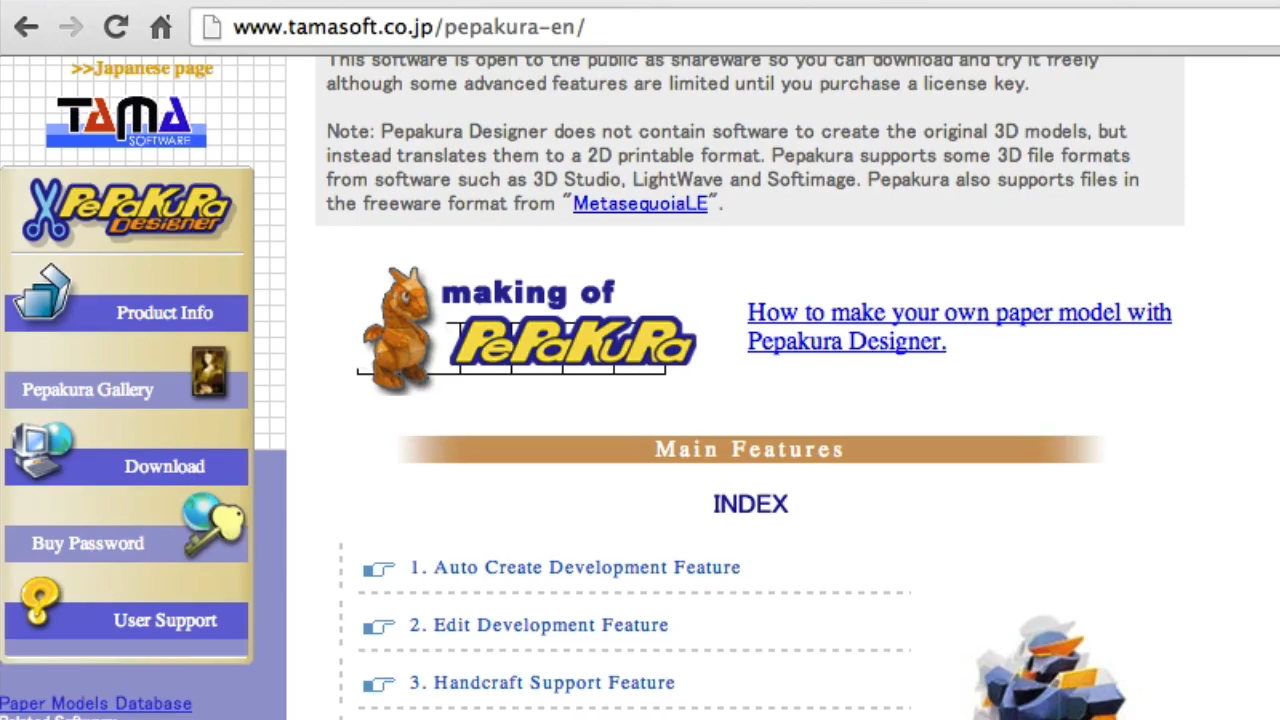 www.tamasoft.co.jp/pepakura-en/
>>Japanese page
TAMA
SOFTWARE
PePaKuRa
Designer
Product Info
Pepakura Gallery
Download
Buy Password
User Support
Paper Models Database
Related Software
This software is open to the public as shareware so you can download and try it freely
although some advanced features are limited until you purchase a license key.
Note: Pepakura Designer does not contain software to create the original 3D models, but
instead translates them to a 2D printable format. Pepakura supports some 3D file formats
from software such as 3D Studio, LightWave and Softimage. Pepakura also supports files in
the freeware format from "MetasequoiaLE".
making of
PePaKuRa
How to make your own paper model with
Pepakura Designer.
Main Features
INDEX
1. Auto Create Development Feature
2. Edit Development Feature
3. Handcraft Support Feature